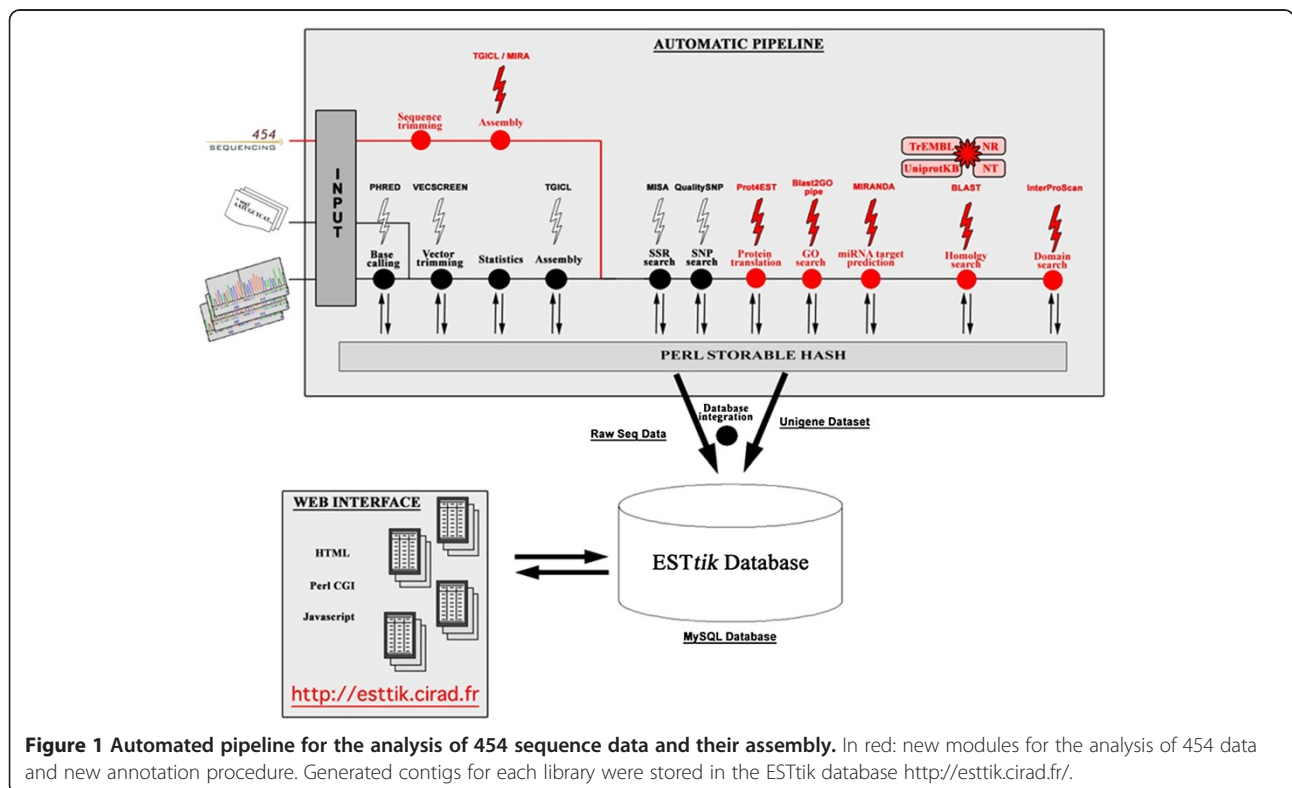 AUTOMATIC PIPELINE
TGICL / MIRA
454
SEQUENCING
Sequence
trimming
Assembly
INPUT
TrEMBL
NR
UniprotKB
NT
PHRED
VECSCREEN
TGICL
MISA
QualitySNP
Prot4EST
Blast2GO
pipe
MIRANDA
BLAST
InterProScan
Base
calling
Vector
trimming
Statistics
Assembly
SSR
search
SNP
search
Protein
translation
GO
search
miRNA target
prediction
Homolgy
search
Domain
search
PERL STORABLE HASH
Database
integration
Raw Seq Data
Unigene Dataset
WEB INTERFACE
HTML
Perl CGI
Javascript
http://esttik.cirad.fr
ESTtik Database
MySQL Database
Figure 1 Automated pipeline for the analysis of 454 sequence data and their assembly. In red: new modules for the analysis of 454 data
and new annotation procedure. Generated contigs for each library were stored in the ESTtik database http://esttik.cirad.fr/.